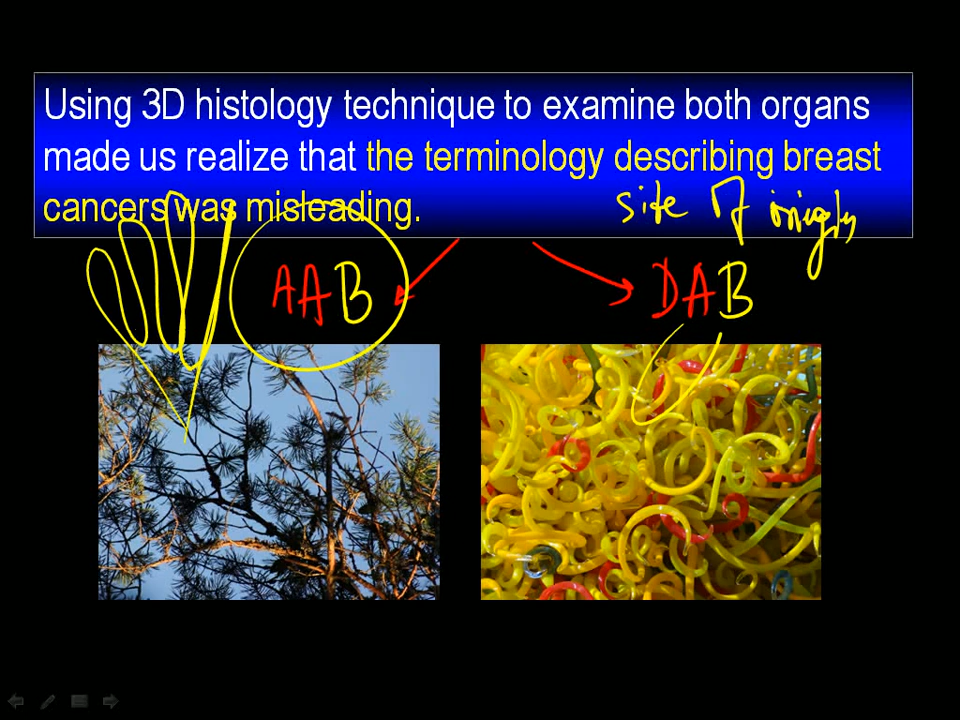 Using 3D histology technique to examine both organs
made us realize that the terminology describing breast
cancers was misleading.
site of
AAB
DAB